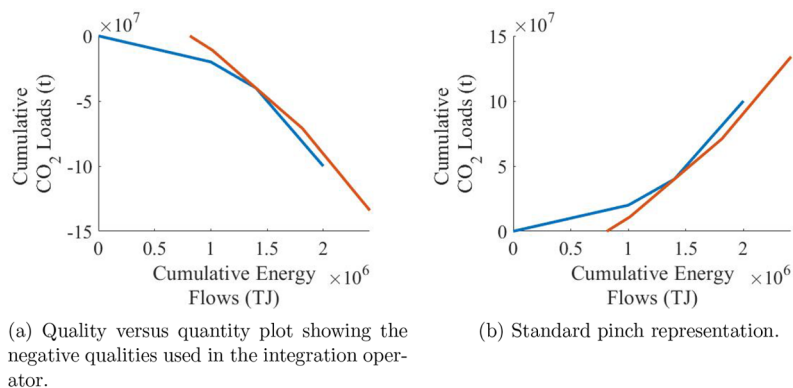 ×10⁷
0
-5
-10
-15
0
0.5
1
1.5
2
Cumulative
CO₂ Loads (t)
Cumulative Energy
Flows (TJ)
×10⁶
(a) Quality versus quantity plot showing the
negative qualities used in the integration oper-
ator.
×10⁷
15
10
5
0
0
0.5
1
1.5
2
Cumulative
CO₂ Loads (t)
Cumulative Energy
Flows (TJ)
×10⁶
(b) Standard pinch representation.